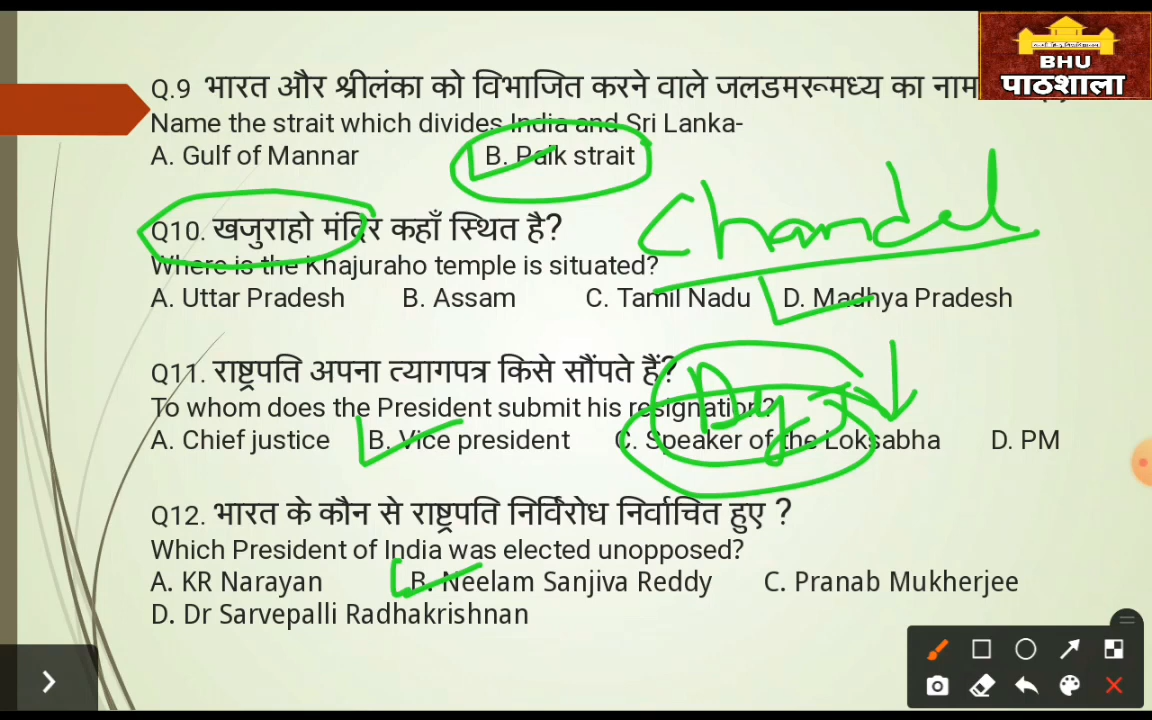 BHU
पाठशाला
Q.9 भारत और श्रीलंका को विभाजित करने वाले जलडमरूमध्य का नाम
Name the strait which divides India and Sri Lanka-
A. Gulf of Mannar B. Palk strait
Chandel
Q10. खजुराहो मंदिर कहाँ स्थित है?
Where is the Khajuraho temple is situated?
A. Uttar Pradesh B. Assam C. Tamil Nadu D. Madhya Pradesh
Q11. राष्ट्रपति अपना त्यागपत्र किसे सौंपते हैं?
To whom does the President submit his resignation?
A. Chief justice B. Vice president C. Speaker of the Loksabha D. PM
Q12. भारत के कौन से राष्ट्रपति निर्विरोध निर्वाचित हुए ?
Which President of India was elected unopposed?
A. KR Narayan B. Neelam Sanjiva Reddy C. Pranab Mukherjee
D. Dr Sarvepalli Radhakrishnan